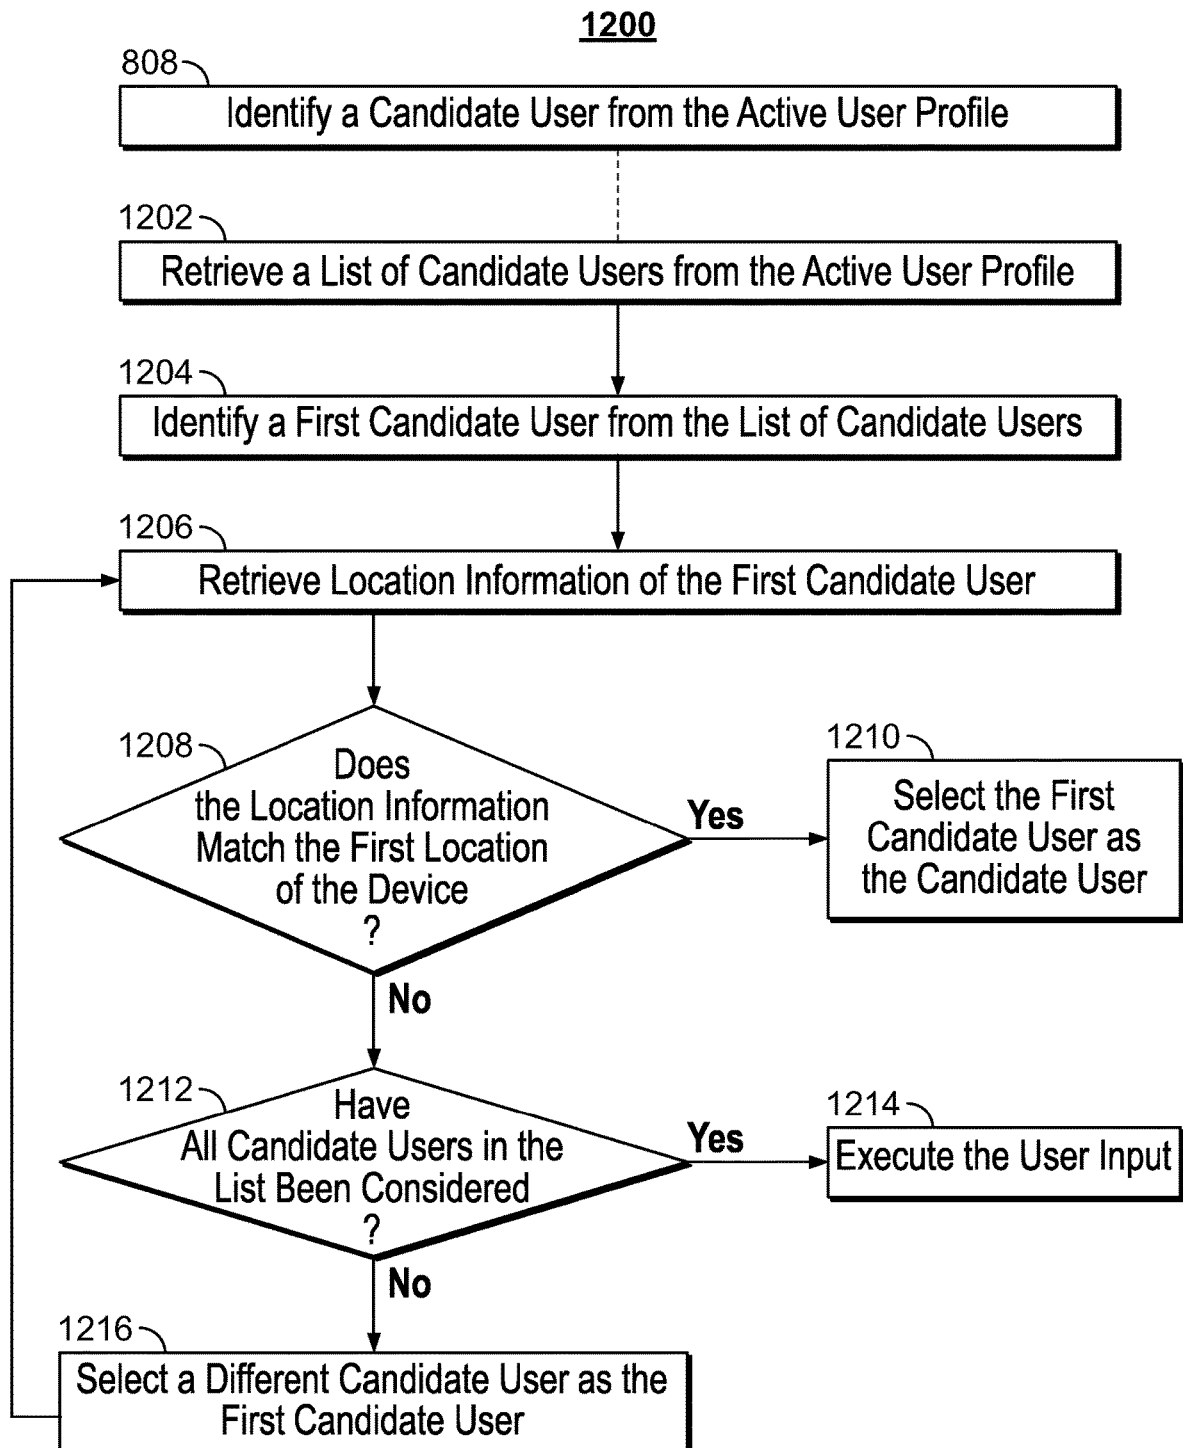 1200
808
Identify a Candidate User from the Active User Profile
1202
Retrieve a List of Candidate Users from the Active User Profile
1204
Identify a First Candidate User from the List of Candidate Users
1206
Retrieve Location Information of the First Candidate User
1208
Does
the Location Information
Match the First Location
of the Device
?
Yes
1210
Select the First
Candidate User as
the Candidate User
No
1212
Have
All Candidate Users in the
List Been Considered
?
Yes
1214
Execute the User Input
No
1216
Select a Different Candidate User as the
First Candidate User